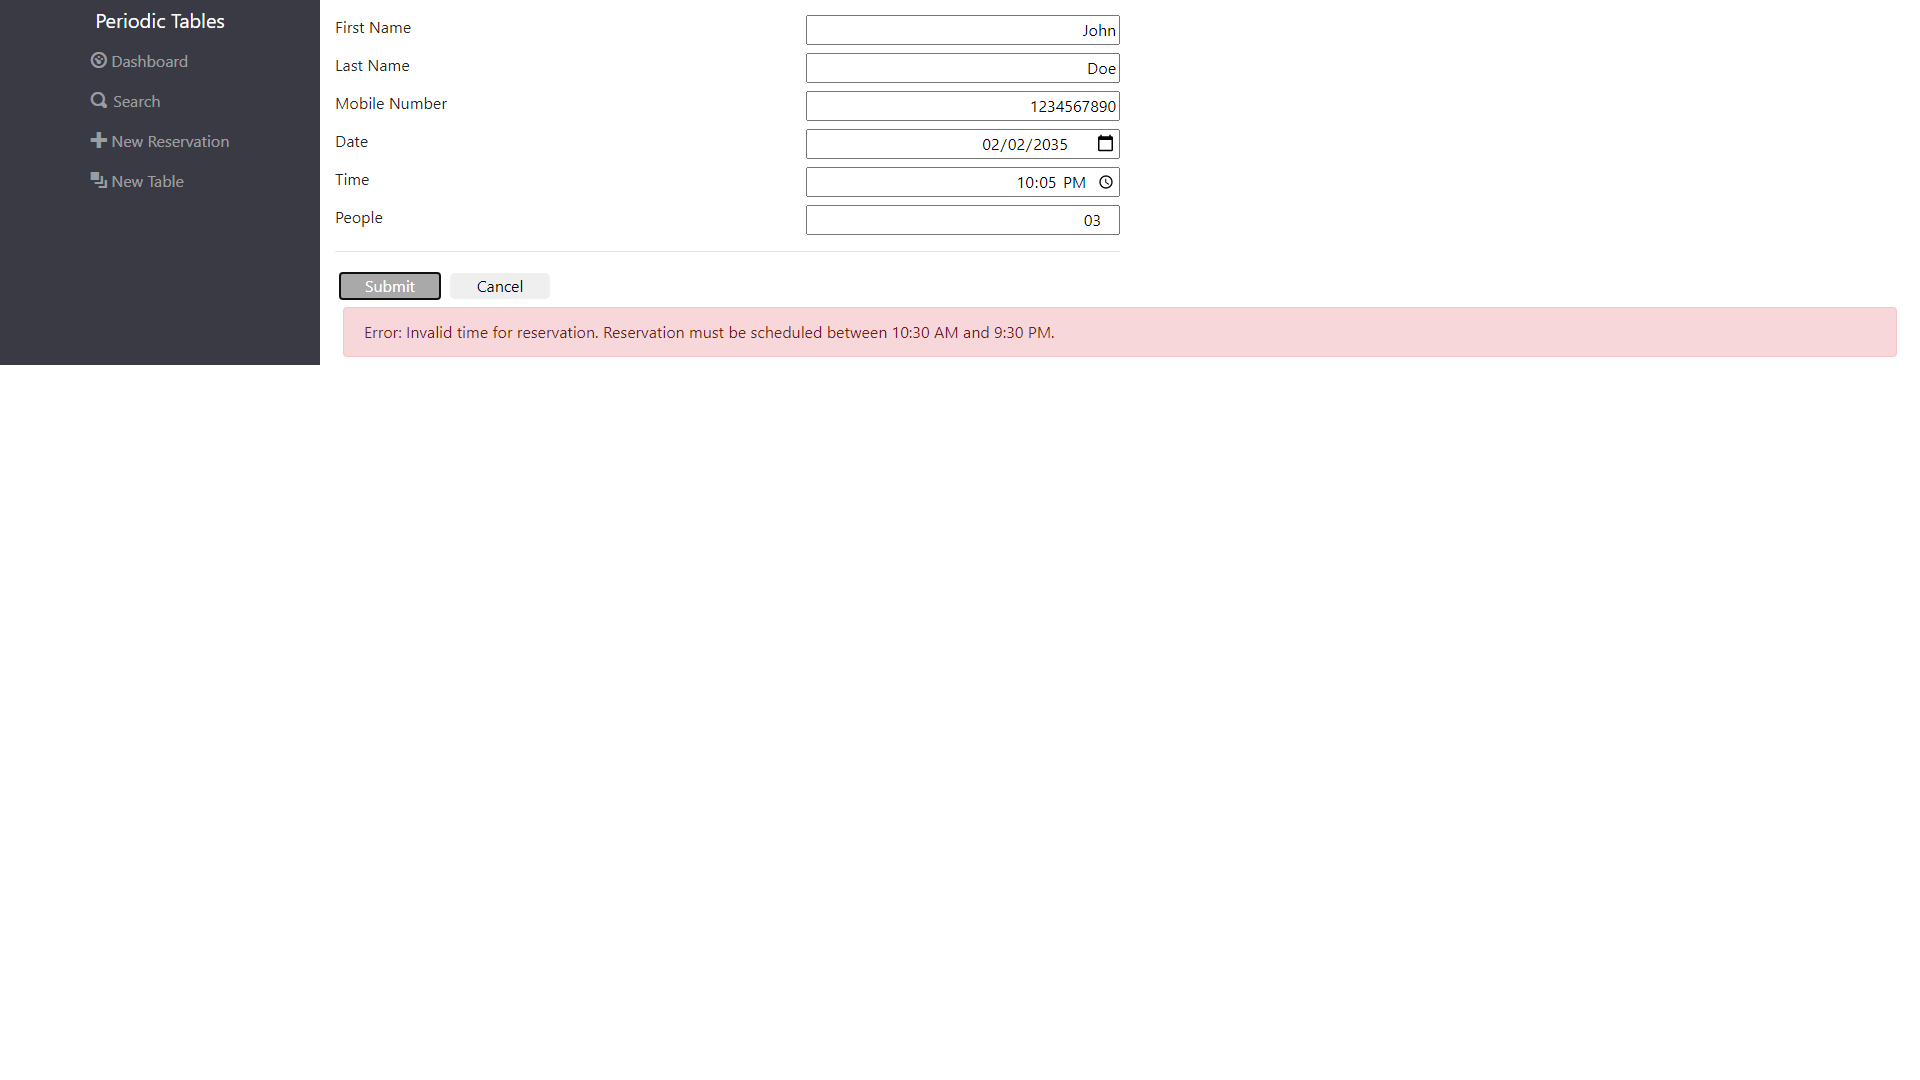 Periodic Tables
Dashboard
Search
New Reservation
New Table
First Name John
Last Name Doe
Mobile Number 1234567890
Date 02/02/2035
Time 10:05 PM
People 03
Submit Cancel
Error: Invalid time for reservation. Reservation must be scheduled between 10:30 AM and 9:30 PM.